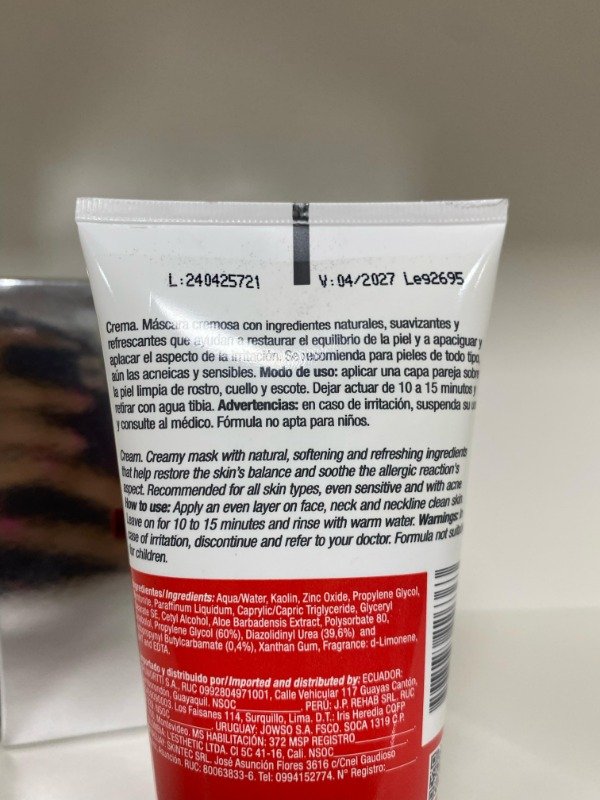 L:240425721 V:04/2027 Le92695
Crema. Máscara cremosa con ingredientes naturales, suavizantes y
refrescantes que ayudan a restaurar el equilibrio de la piel y a apaciguar y
aplacar el aspecto de la irritación. Se recomienda para pieles de todo tipo,
aún las acneicas y sensibles. Modo de uso: aplicar una capa pareja sobre
la piel limpia de rostro, cuello y escote. Dejar actuar de 10 a 15 minutos y
retirar con agua tibia. Advertencias: en caso de irritación, suspenda su
y consulte al médico. Fórmula no apta para niños.
Cream. Creamy mask with natural, softening and refreshing ingredients
that help restore the skin's balance and soothe the allergic reaction's
aspect. Recommended for all skin types, even sensitive and with acne.
How to use: Apply an even layer on face, neck and neckline clean skin.
Leave on for 10 to 15 minutes and rinse with warm water. Warnings:
case of irritation, discontinue and refer to your doctor. Formula not
for children.
Ingredients: Aqua/Water, Kaolin, Zinc Oxide, Propylene Glycol,
Paraffinum Liquidum, Caprylic/Capric Triglyceride, Glyceryl
SE, Cetyl Alcohol, Aloe Barbadensis Extract, Polysorbate 80,
Propylene Glycol (60%), Diazolidinyl Urea (39,6%) and
Butylcarbamate (0,4%), Xanthan Gum, Fragrance: d-Limonene,
EDTA.
y distribuido por/Imported and distributed by: ECUADOR:
S.A. RUC 0992804971001, Calle Vehicular 117 Guayas Cantón,
Guayaquil. NSOC PERÚ: J.P. REHAB SRL. RUC
Los Faisanes 114, Surquillo, Lima. D.T.: Iris Heredia CQFP
URUGUAY: JOWSO S.A. FSCO. SOCA 1319 C.P.
Montevideo. MS HABILITACIÓN: 372 MSP REGISTRO
LTDA. CI 5C 41-16, Cali. NSOC
SKINTEC SRL. José Asunción Flores 3616 c/Cnel Gaudioso
RUC: 80063833-6. Tel: 0994152774. N° Registro: